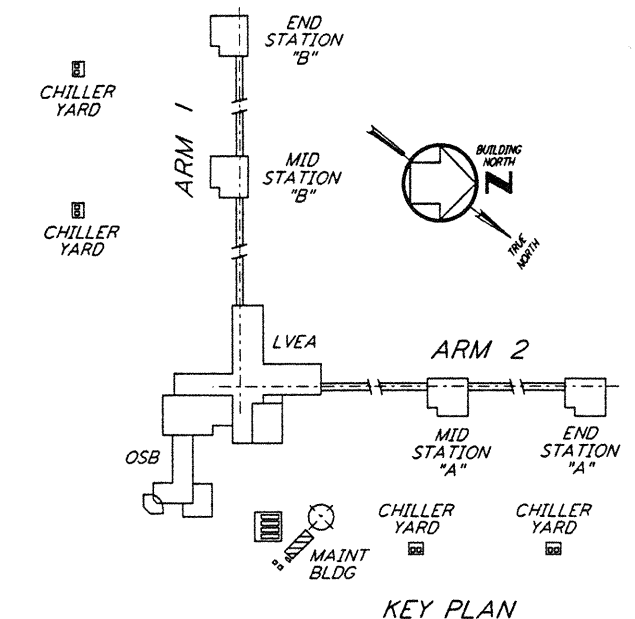 END
STATION
"B"
CHILLER
YARD
ARM 1
MID
STATION
"B"
BUILDING
NORTH
N
TRUE
NORTH
CHILLER
YARD
LVEA
ARM 2
MID
STATION
"A"
END
STATION
"A"
OSB
CHILLER
YARD
CHILLER
YARD
MAINT
BLDG
KEY PLAN